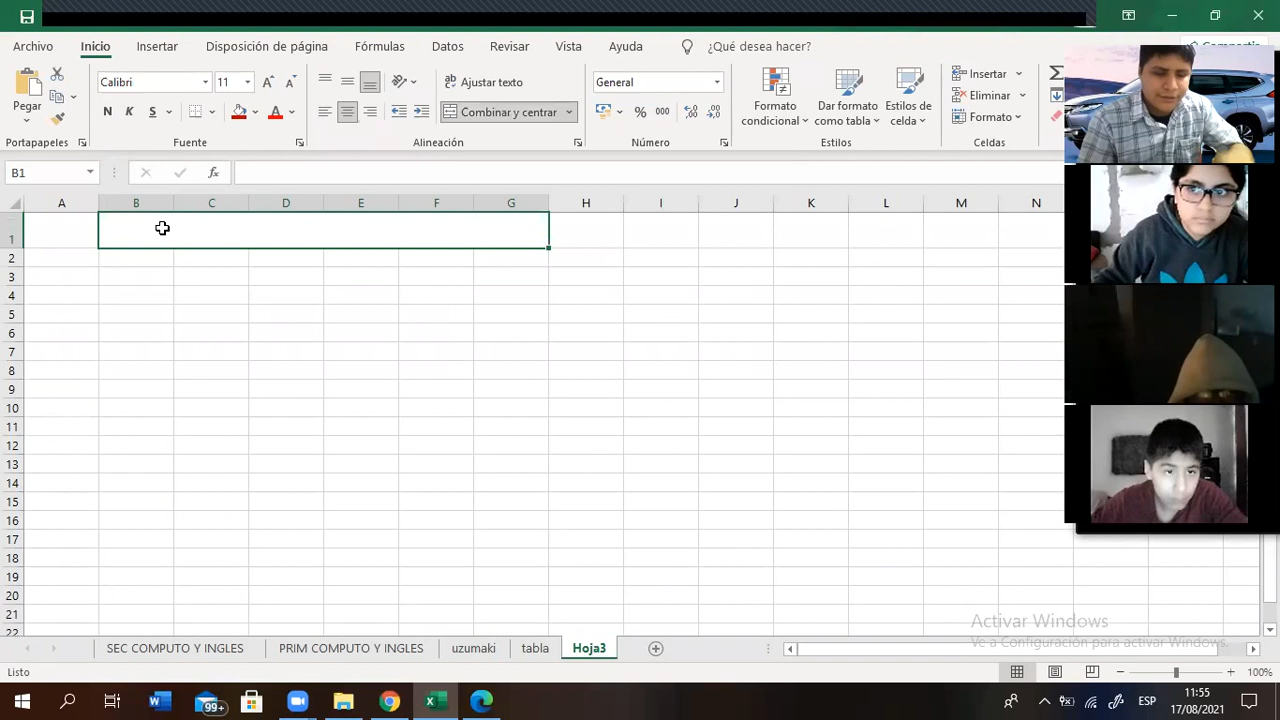 Archivo Inicio Insertar Disposición de página Fórmulas Datos Revisar Vista Ayuda ¿Qué desea hacer?
Pegar
Calibri 11
Ajustar texto
General
N K S A A A
Combinar y centrar
% 000
Formato condicional
Dar formato como tabla
Estilos de celda
Insertar
Eliminar
Formato
Portapapeles Fuente Alineación Número Estilos Celdas
B1 fx
A B C D E F G H I J K L M N
1
2
3
4
5
6
7
8
9
10
11
12
13
14
15
16
17
18
19
20
21
22
Activar Windows
Ve a Configuración para activar Windows.
SEC COMPUTO Y INGLES PRIM COMPUTO Y INGLES uzumaki tabla Hoja3
Listo 100%
99+ ESP 11:55
17/08/2021